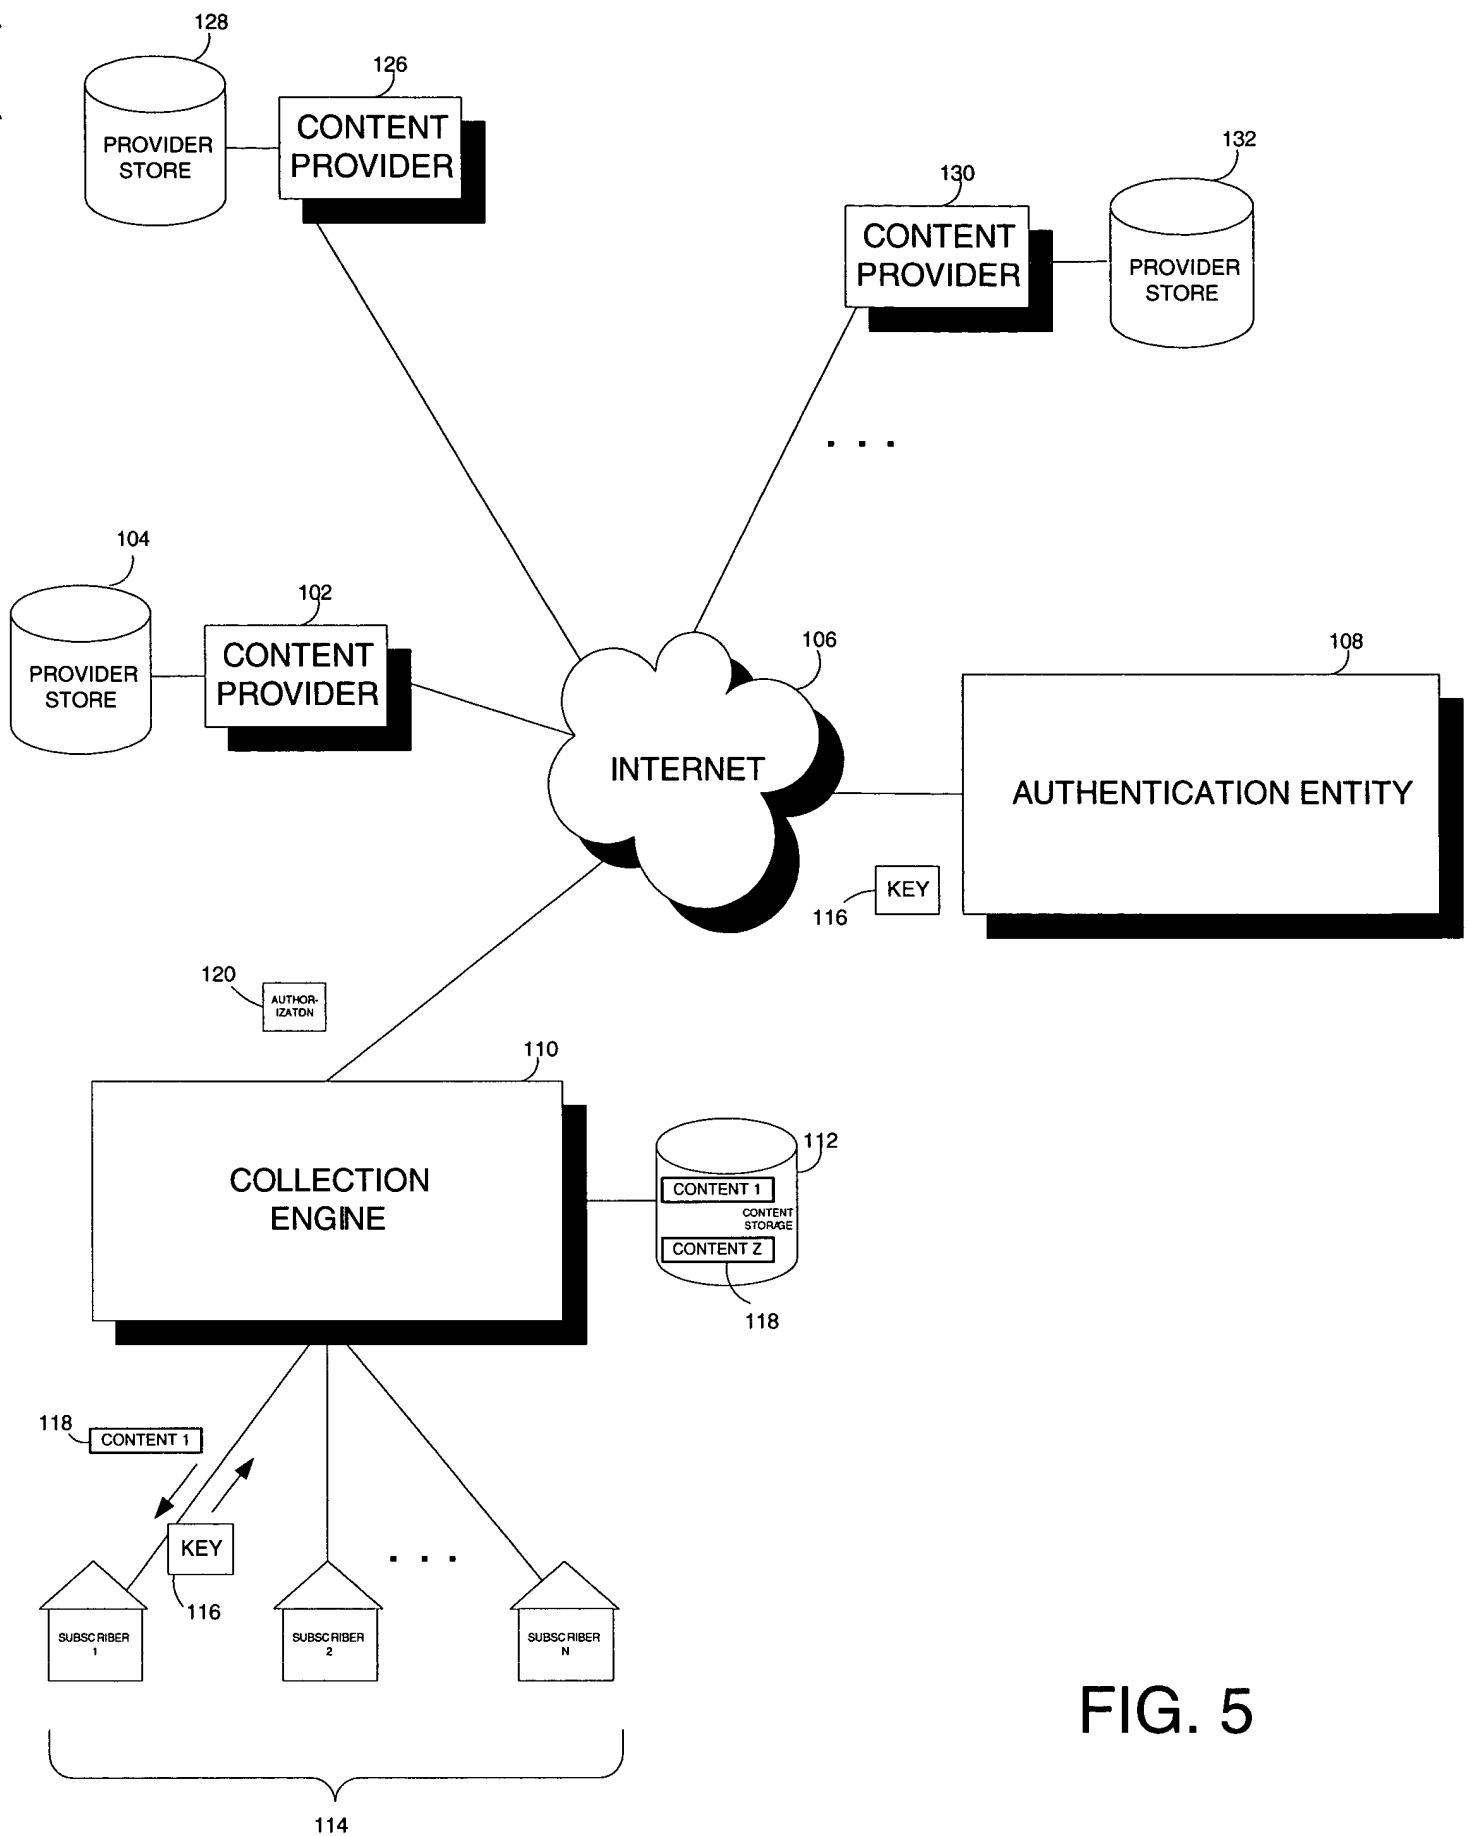 128
126
CONTENT
PROVIDER
PROVIDER
STORE
132
130
CONTENT
PROVIDER
PROVIDER
STORE
. . .
104
102
CONTENT
PROVIDER
PROVIDER
STORE
106
108
INTERNET
AUTHENTICATION ENTITY
KEY
116
120
AUTHOR-
IZATON
110
COLLECTION
ENGINE
112
CONTENT 1
CONTENT
STORAGE
CONTENT Z
118
118
CONTENT 1
KEY
. . .
116
SUBSCRIBER
1
SUBSCRIBER
2
SUBSCRIBER
N
FIG. 5
114